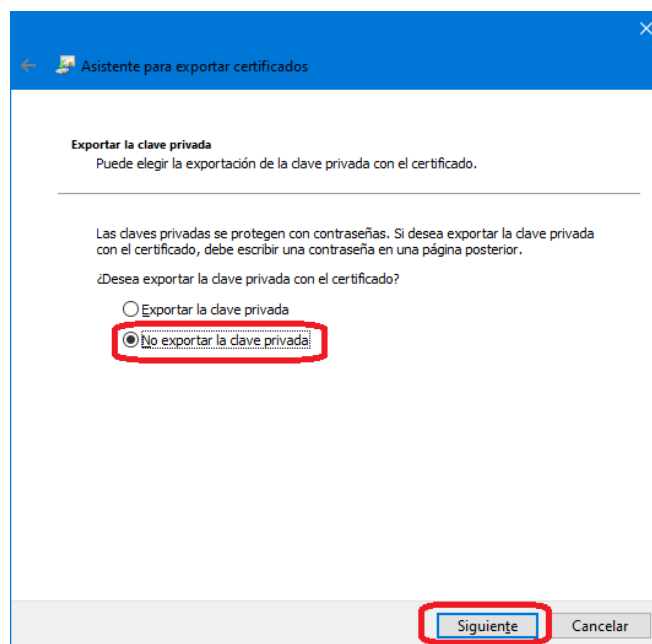 Asistente para exportar certificados
Exportar la clave privada
Puede elegir la exportación de la clave privada con el certificado.
Las claves privadas se protegen con contraseñas. Si desea exportar la clave privada
con el certificado, debe escribir una contraseña en una página posterior.
¿Desea exportar la clave privada con el certificado?
Exportar la clave privada
No exportar la clave privada
Siguiente
Cancelar